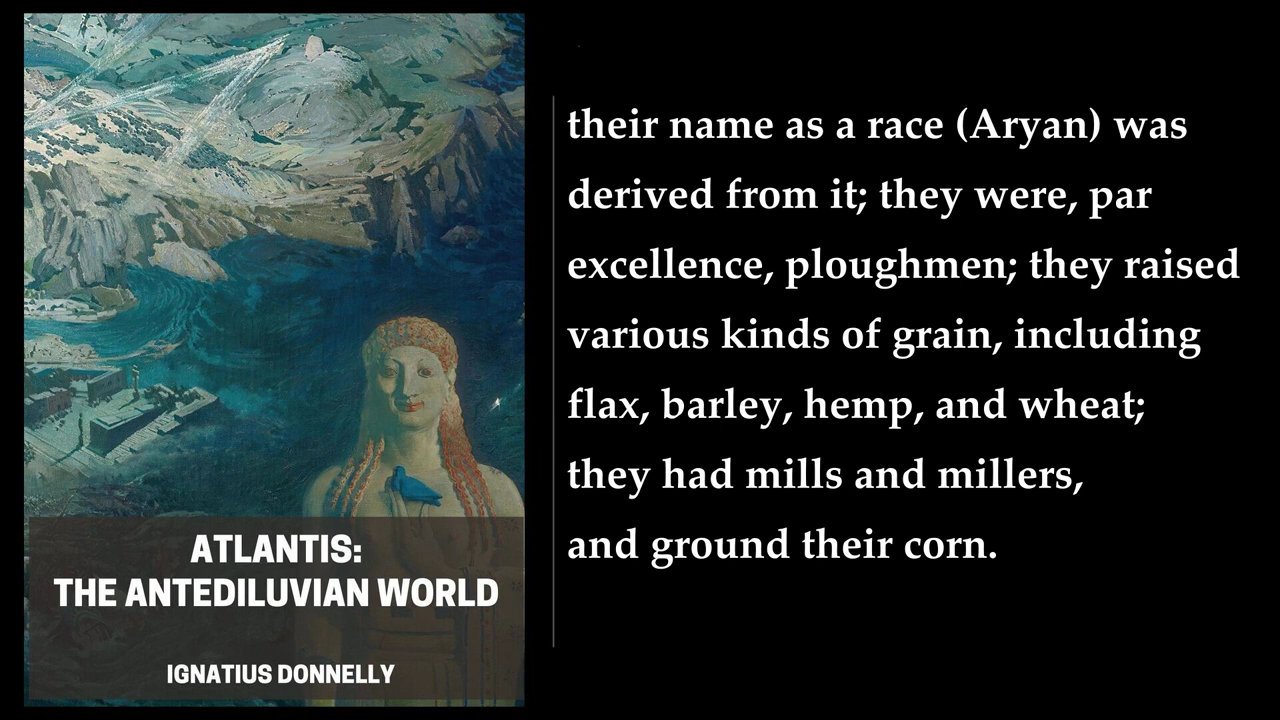 their name as a race (Aryan) was
derived from it; they were, par
excellence, ploughmen; they raised
various kinds of grain, including
flax, barley, hemp, and wheat;
they had mills and millers,
and ground their corn.
ATLANTIS:
THE ANTEDILUVIAN WORLD
IGNATIUS DONNELLY